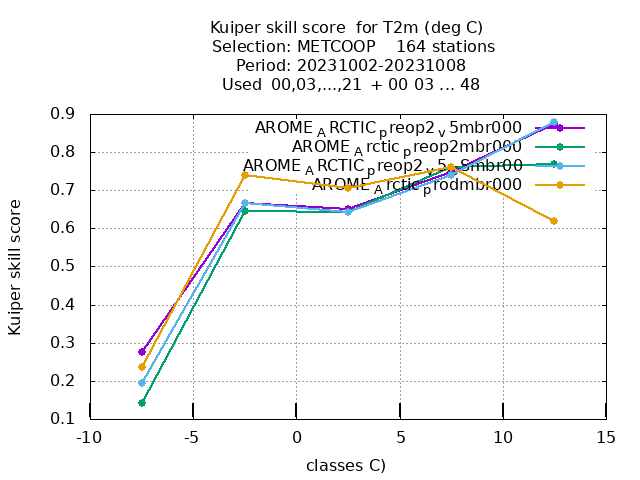 Kuiper skill score  for T2m (deg C)
Selection: METCOOP    164 stations
Period: 20231002-20231008
Used  00,03,...,21  + 00 03 ... 48
0.9
0.8
0.7
0.6
0.5
0.4
0.3
0.2
0.1
Kuiper skill score
AROME_ARCTIC_preop2_v5mbr000
AROME_Arctic_preop2mbr000
AROME_ARCTIC_preop2_v5
Smbr00
AROME_Arctic_prodmbr000
-10
-5
0
5
10
15
classes C)